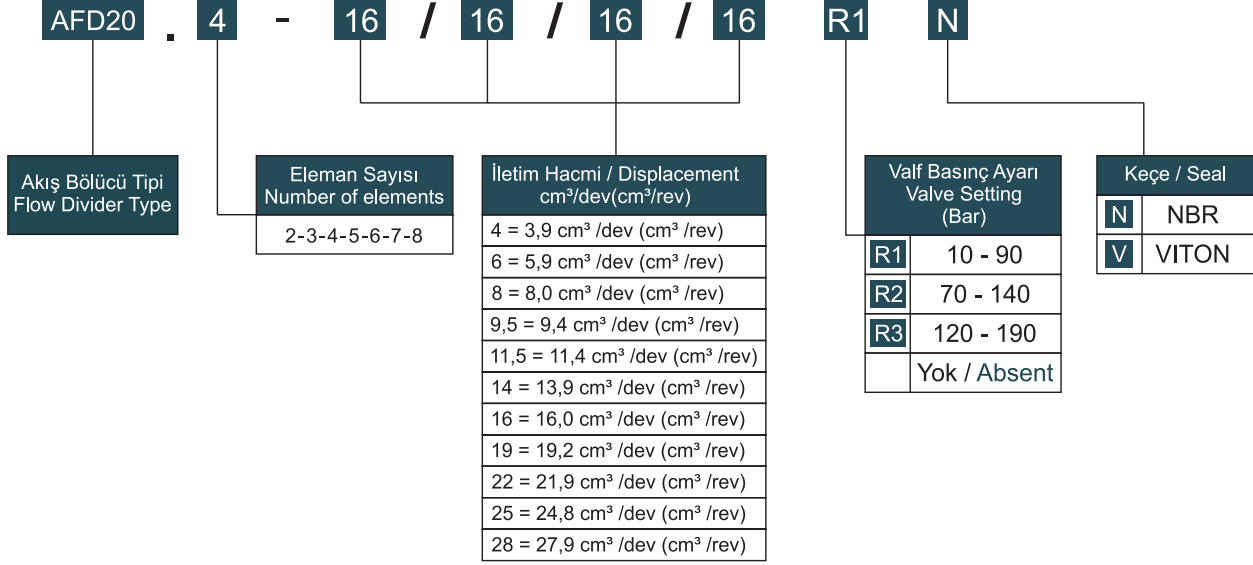 AFD20 . 4 - 16 / 16 / 16 / 16 R1 N
Akış Bölücü Tipi
Flow Divider Type
Eleman Sayısı
Number of elements
2-3-4-5-6-7-8
İletim Hacmi / Displacement
cm³/dev(cm³/rev)
4 = 3,9 cm³ /dev (cm³ /rev)
6 = 5,9 cm³ /dev (cm³ /rev)
8 = 8,0 cm³ /dev (cm³ /rev)
9,5 = 9,4 cm³ /dev (cm³ /rev)
11,5 = 11,4 cm³ /dev (cm³ /rev)
14 = 13,9 cm³ /dev (cm³ /rev)
16 = 16,0 cm³ /dev (cm³ /rev)
19 = 19,2 cm³ /dev (cm³ /rev)
22 = 21,9 cm³ /dev (cm³ /rev)
25 = 24,8 cm³ /dev (cm³ /rev)
28 = 27,9 cm³ /dev (cm³ /rev)
Valf Basınç Ayarı
Valve Setting
(Bar)
R1 10 - 90
R2 70 - 140
R3 120 - 190
Yok / Absent
Keçe / Seal
N NBR
V VITON